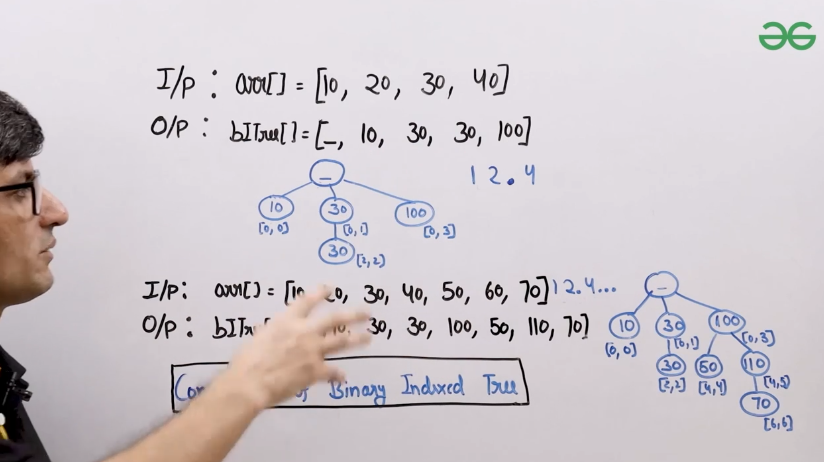 I/p : arr[] = [10, 20, 30, 40]
O/P : bITree[] = [_, 10, 30, 30, 100]
1 2 . 4
_
10 30 100
[0,0] [0,1] [0,3]
30 [2,2]
I/p: arr[] = [10, 20, 30, 40, 50, 60, 70] 1 2 . 4 ...
O/P: 30, 30, 100, 50, 110, 70]
_
10 30 100
[0,0] [0,1] [0,3]
30 50 110
[2,2] [4,4] [4,5]
70
[6,6]
Binary Indexed Tree